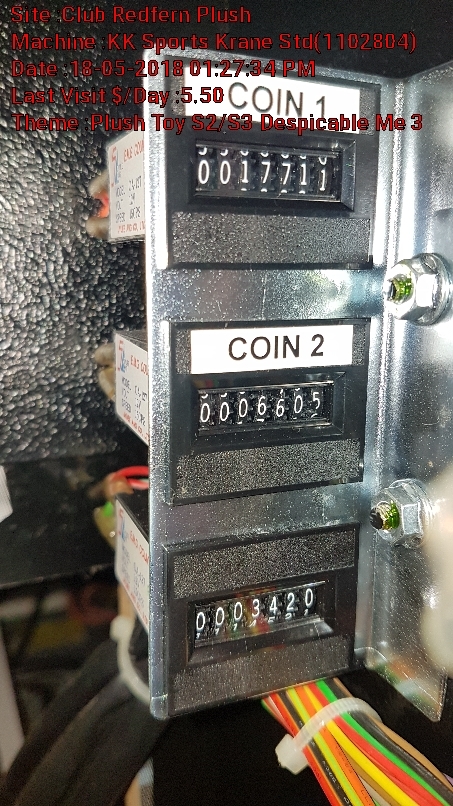 Site :Club Redfern Plush
Machine :KK Sports Krane Std(1102804)
Date :18-05-2018 01:27:34 PM
Last Visit $/Day :5.50
Theme :Plush Toy S2/S3 Despicable Me 3
COIN 1
0017711
COIN 2
0006605
0003420